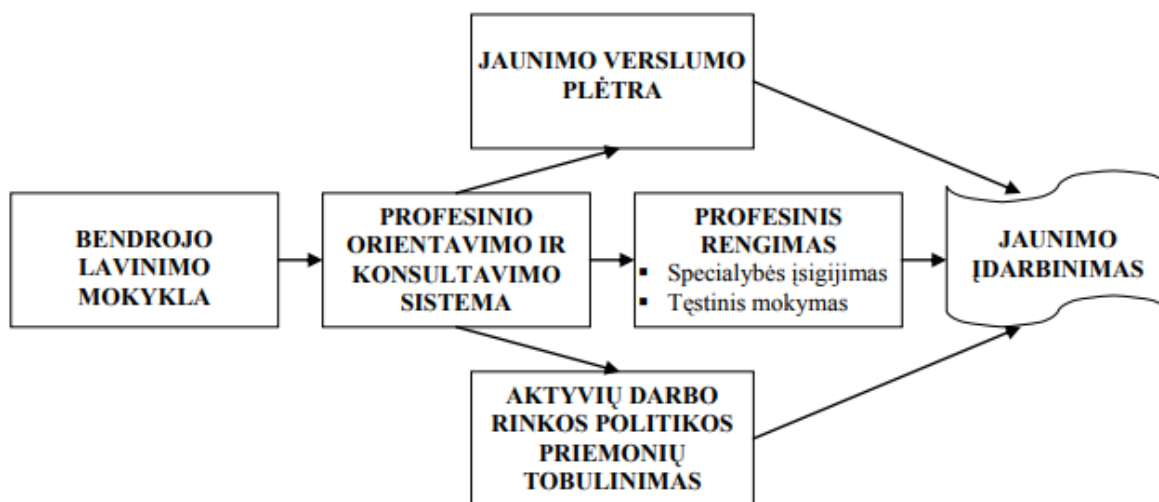 JAUNIMO VERSLUMO
PLĖTRA
BENDROJO
LAVINIMO
MOKYKLA
PROFESINIO
ORIENTAVIMO IR
KONSULTAVIMO
SISTEMA
PROFESINIS
RENGIMAS
▪ Specialybės įsigijimas
▪ Tęstinis mokymas
JAUNIMO
ĮDARBINIMAS
AKTYVIŲ DARBO
RINKOS POLITIKOS
PRIEMONIŲ
TOBULINIMAS